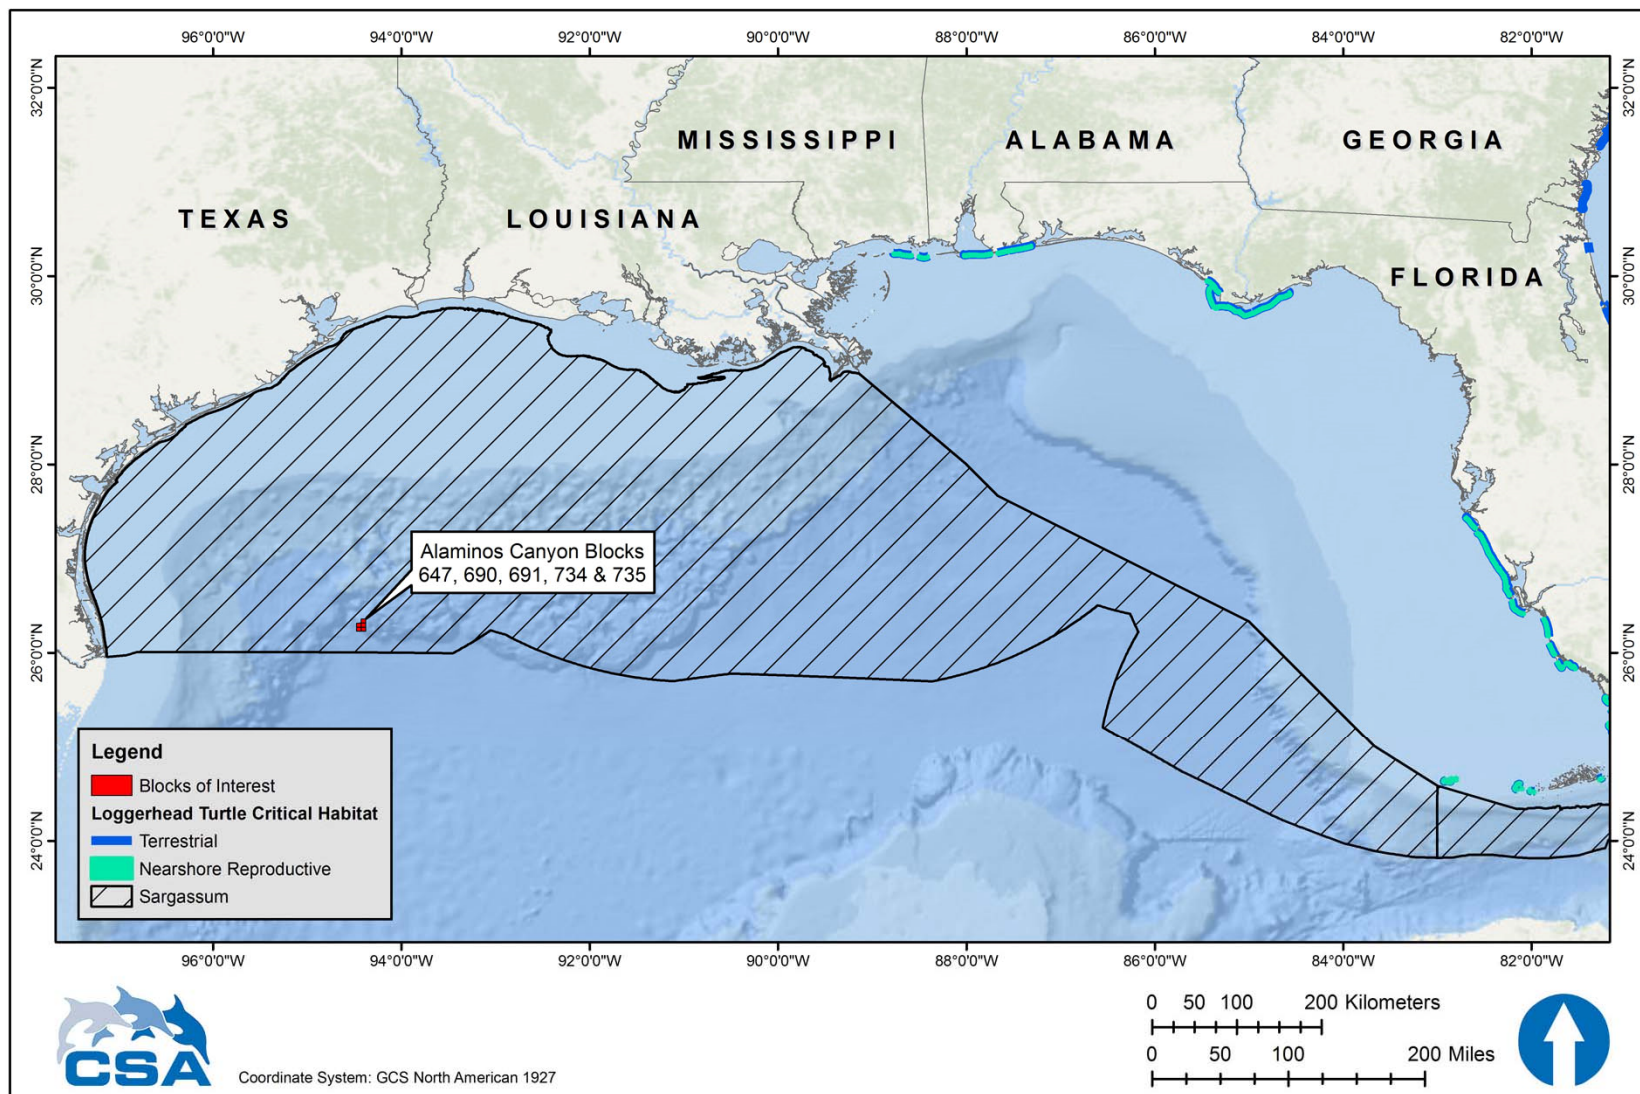 96°0'0"W 94°0'0"W 92°0'0"W 90°0'0"W 88°0'0"W 86°0'0"W 84°0'0"W 82°0'0"W
32°0'0"N 32°0'0"N
MISSISSIPPI ALABAMA GEORGIA
TEXAS LOUISIANA
30°0'0"N FLORIDA 30°0'0"N
28°0'0"N 28°0'0"N
Alaminos Canyon Blocks
647, 690, 691, 734 & 735
26°0'0"N 26°0'0"N
Legend
Blocks of Interest
Loggerhead Turtle Critical Habitat
Terrestrial
24°0'0"N 24°0'0"N
Nearshore Reproductive
Sargassum
96°0'0"W 94°0'0"W 92°0'0"W 90°0'0"W 88°0'0"W 86°0'0"W 84°0'0"W 82°0'0"W
0 50 100 200 Kilometers
0 50 100 200 Miles
CSA
Coordinate System: GCS North American 1927